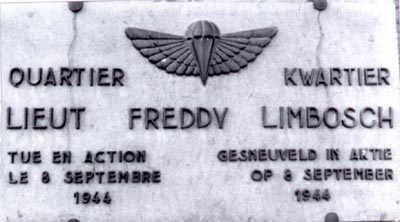 QUARTIER KWARTIER
LIEUT FREDDY LIMBOSCH
TUE EN ACTION
LE 8 SEPTEMBRE
1944
GESNEUVELD IN AKTIE
OP 8 SEPTEMBER
1944